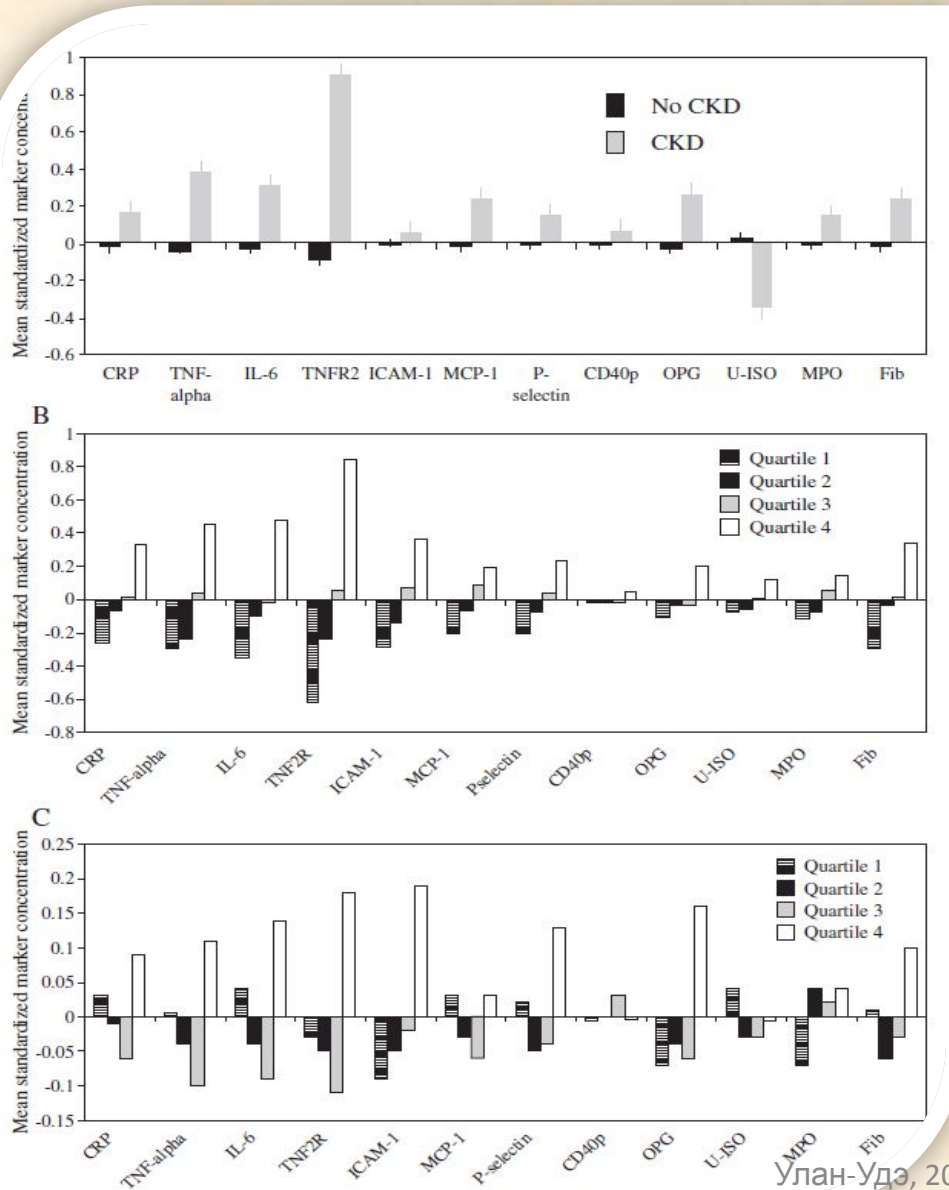 Mean standardized marker concent
1
0.8
0.6
0.4
0.2
0
-0.2
-0.4
-0.6
No CKD
CKD
CRP TNF-alpha IL-6 TNFR2 ICAM-1 MCP-1 P-selectin CD40p OPG U-ISO MPO Fib
B
Mean standardized marker concentration
1
0.8
0.6
0.4
0.2
0
-0.2
-0.4
-0.6
-0.8
Quartile 1
Quartile 2
Quartile 3
Quartile 4
CRP TNF-alpha IL-6 TNF2R ICAM-1 MCP-1 Pselectin CD40p OPG U-ISO MPO Fib
C
Mean standardized marker concentration
0.25
0.2
0.15
0.1
0.05
0
-0.05
-0.1
-0.15
Quartile 1
Quartile 2
Quartile 3
Quartile 4
CRP TNF-alpha IL-6 TNF2R ICAM-1 MCP-1 P-selectin CD40p OPG U-ISO MPO Fib
Улан-Удэ, 20